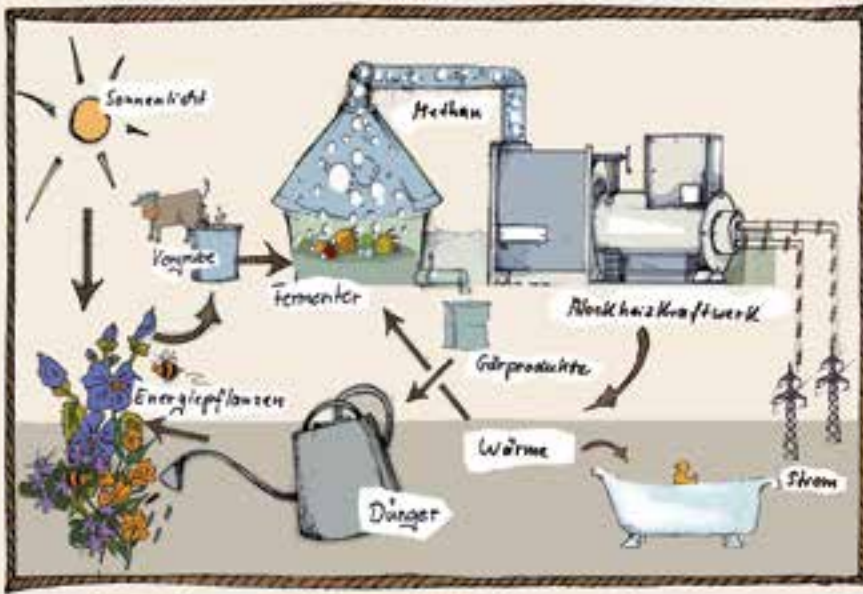 Sonnenlicht
Methan
Vorgrube
Fermenter
Blockheizkraftwerk
Gärprodukte
Energiepflanzen
Wärme
Strom
Dünger